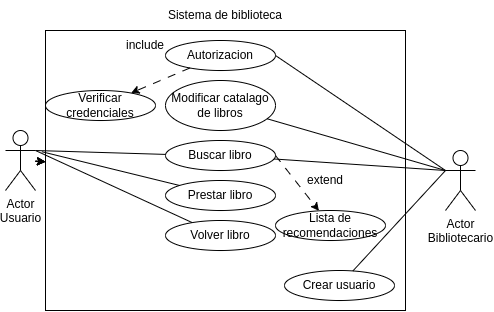 Sistema de biblioteca
include
Autorizacion
Verificar
credenciales
Modificar catalago
de libros
Buscar libro
extend
Prestar libro
Lista de
recomendaciones
Volver libro
Actor
Usuario
Actor
Bibliotecario
Crear usuario